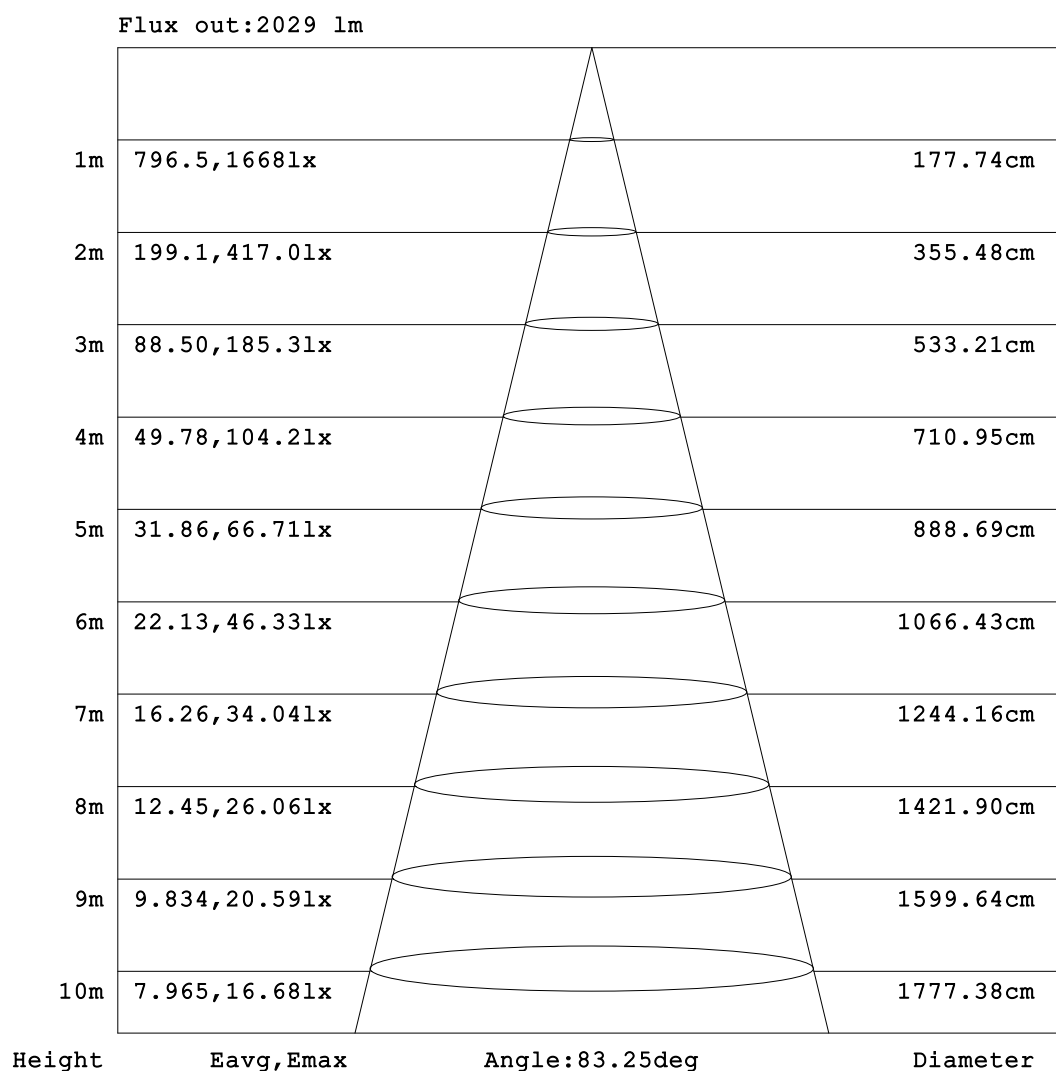 Flux out:2029 lm
1m 796.5,1668lx 177.74cm
2m 199.1,417.0lx 355.48cm
3m 88.50,185.3lx 533.21cm
4m 49.78,104.2lx 710.95cm
5m 31.86,66.71lx 888.69cm
6m 22.13,46.33lx 1066.43cm
7m 16.26,34.04lx 1244.16cm
8m 12.45,26.06lx 1421.90cm
9m 9.834,20.59lx 1599.64cm
10m 7.965,16.68lx 1777.38cm
Height Eavg,Emax Angle:83.25deg Diameter